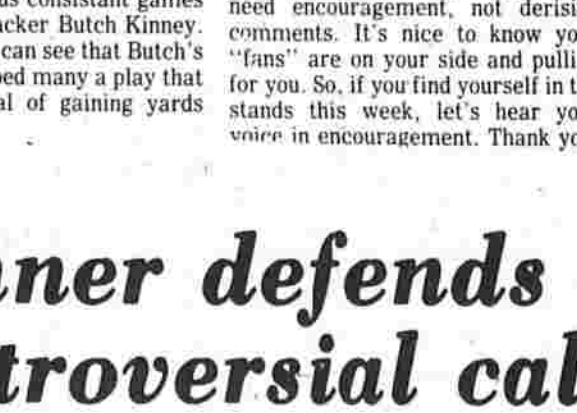 us consistant games
acker Butch Kinney.
can see that Butch's
ped many a play that
al of gaining yards
need encouragement, not derisi
comments. It's nice to know yo
"fans" are on your side and pulli
for you. So, if you find yourself in t
stands this week, let's hear yo
voice in encouragement. Thank yo
nner defends
troversial cal